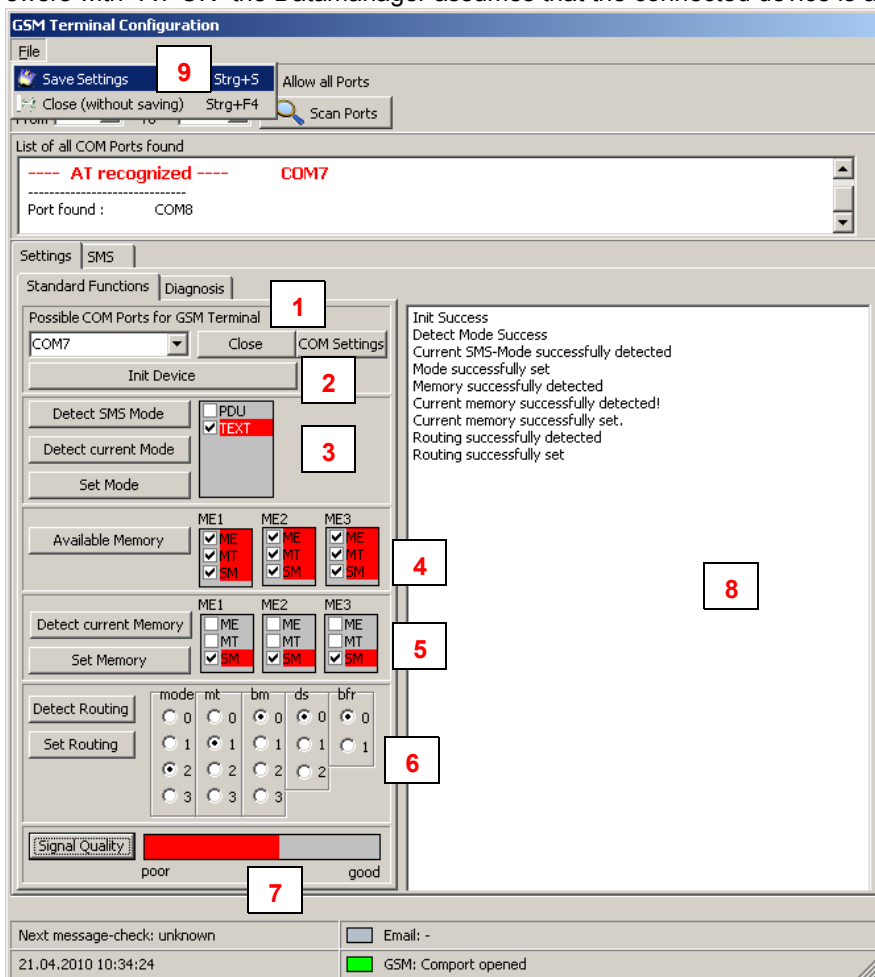 GSM Terminal Configuration
File
9
Save Settings Strg+S
Allow all Ports
Close (without saving) Strg+F4
Scan Ports
List of all COM Ports found
---- AT recognized ---- COM7
------------------------------
Port found : COM8
Settings SMS
Standard Functions Diagnosis
1
Possible COM Ports for GSM Terminal
COM7 Close COM Settings
Init Device
2
Detect SMS Mode
PDU
TEXT
Detect current Mode
3
Set Mode
ME1 ME2 ME3
Available Memory
ME ME ME
MT MT MT
SM SM SM
4
ME1 ME2 ME3
Detect current Memory
ME ME ME
MT MT MT
5
Set Memory
SM SM SM
mode mt bm ds bfr
Detect Routing
0 0 0 0 0
Set Routing
1 1 1 1 1
6
2 2 2 2
3 3 3
Signal Quality
poor good
7
Init Success
Detect Mode Success
Current SMS-Mode successfully detected
Mode successfully set
Memory successfully detected
Current memory successfully detected!
Current memory successfully set.
Routing successfully detected
Routing successfully set
8
Next message-check: unknown
Email: -
21.04.2010 10:34:24
GSM: Comport opened